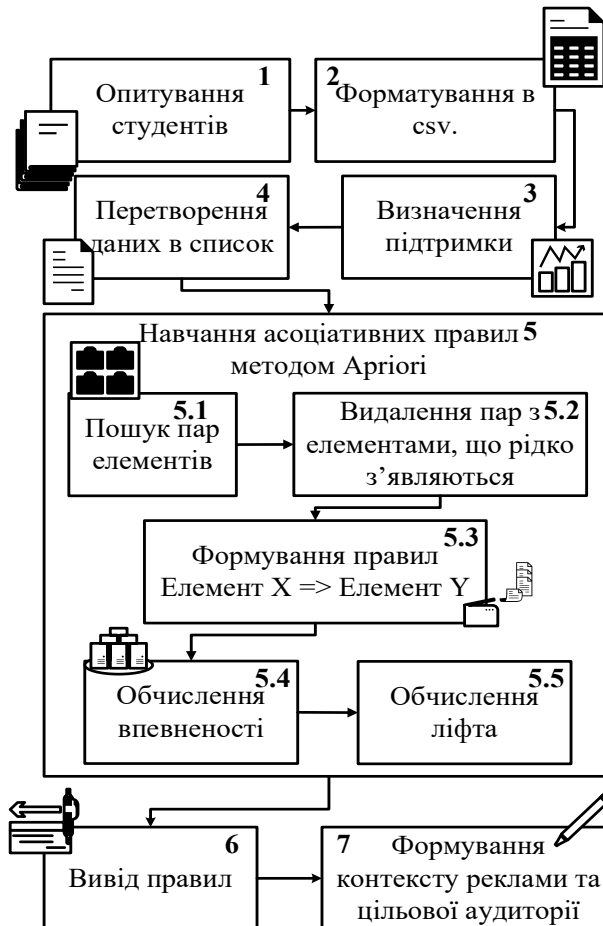 1
Опитування
студентів
2
Форматування в
csv.
3
Визначення
підтримки
4
Перетворення
даних в список
Навчання асоціативних правил 5
методом Apriori
5.1
Пошук пар
елементів
Видалення пар з 5.2
елементами, що рідко
з’являються
5.3
Формування правил
Елемент X => Елемент Y
5.4
Обчислення
впевненості
5.5
Обчислення
ліфта
6
Вивід правил
7 Формування
контексту реклами та
цільової аудиторії